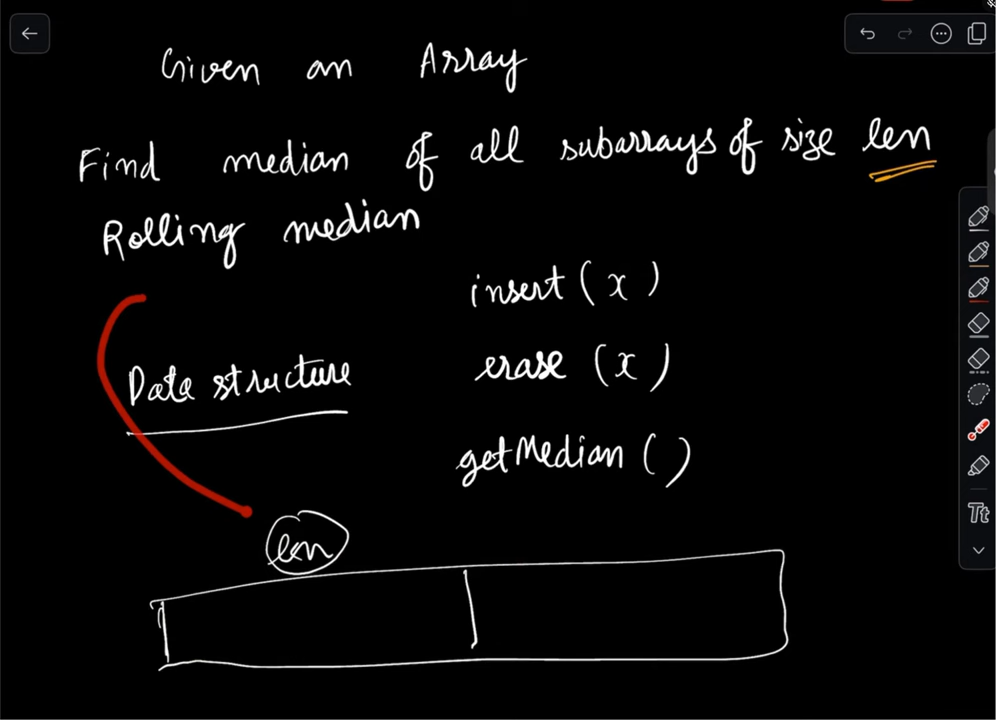 Given an Array
Find median of all subarrays of size len
Rolling median
insert (x)
Data structure
erase (x)
getMedian ()
len
Tt